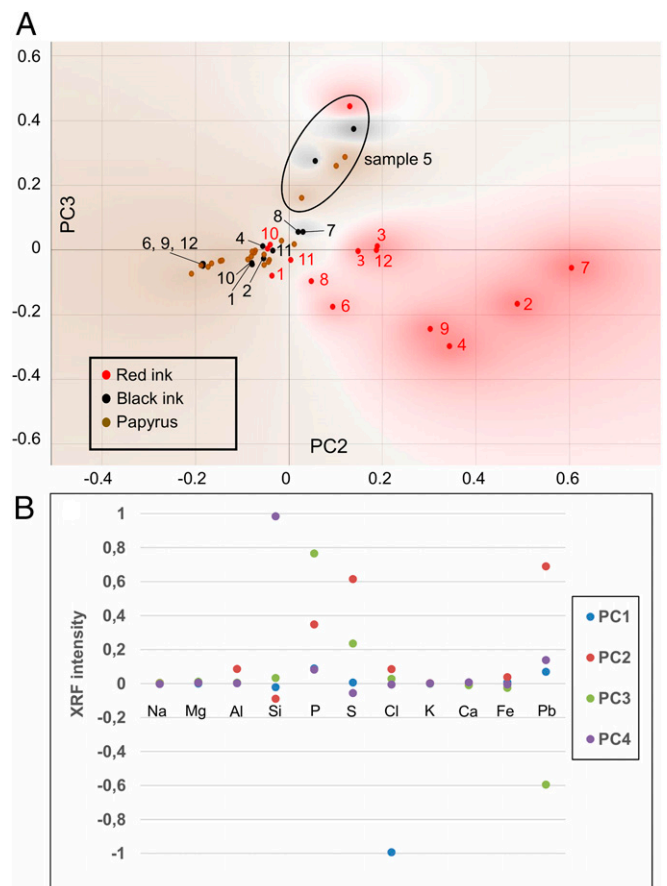 A
0.6
0.4
sample 5
0.2
PC3
8
7
4
10
3
6, 9, 12
0
11
11
3
12
7
10
1
8
1
2
6
2
-0.2
9
4
Red ink
Black ink
Papyrus
-0.4
-0.6
PC2
-0.4
-0.2
0
0.2
0.4
0.6
B
1
0,8
0,6
0,4
0,2
0
-0,2
-0,4
-0,6
-0,8
-1
XRF intensity
Na Mg Al Si P S Cl K Ca Fe Pb
PC1
PC2
PC3
PC4